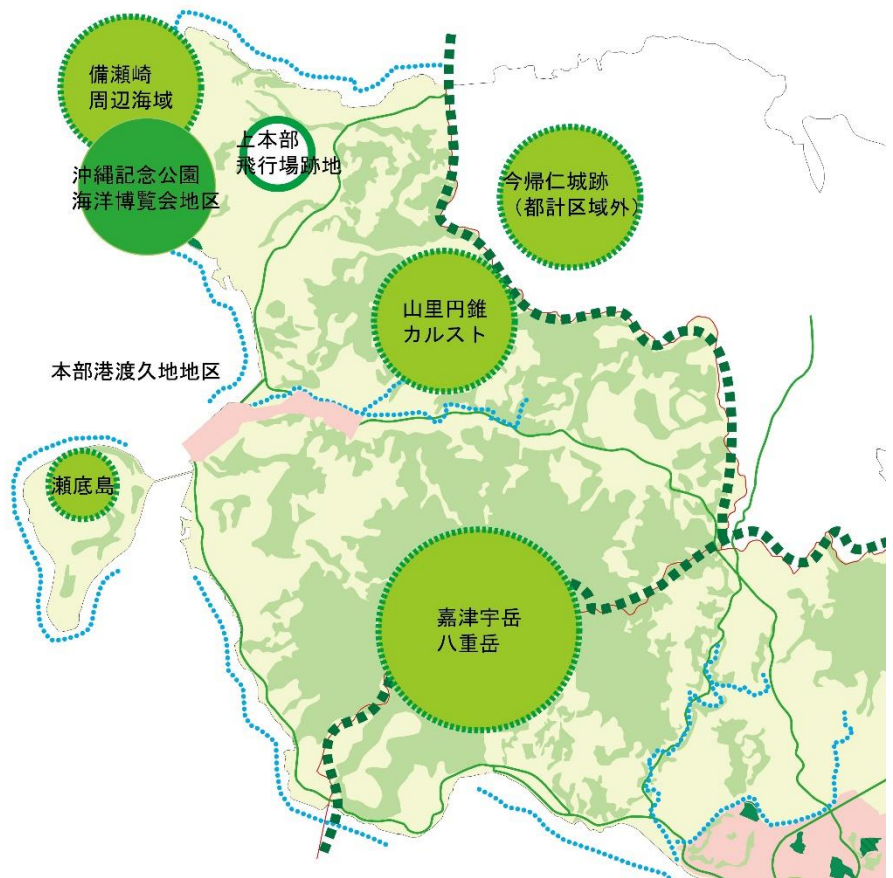 備瀬崎
周辺海域
上本部
飛行場跡地
沖縄記念公園
海洋博覧会地区
今帰仁城跡
（都計区域外）
山里円錐
カルスト
本部港渡久地地区
瀬底島
嘉津宇岳
八重岳